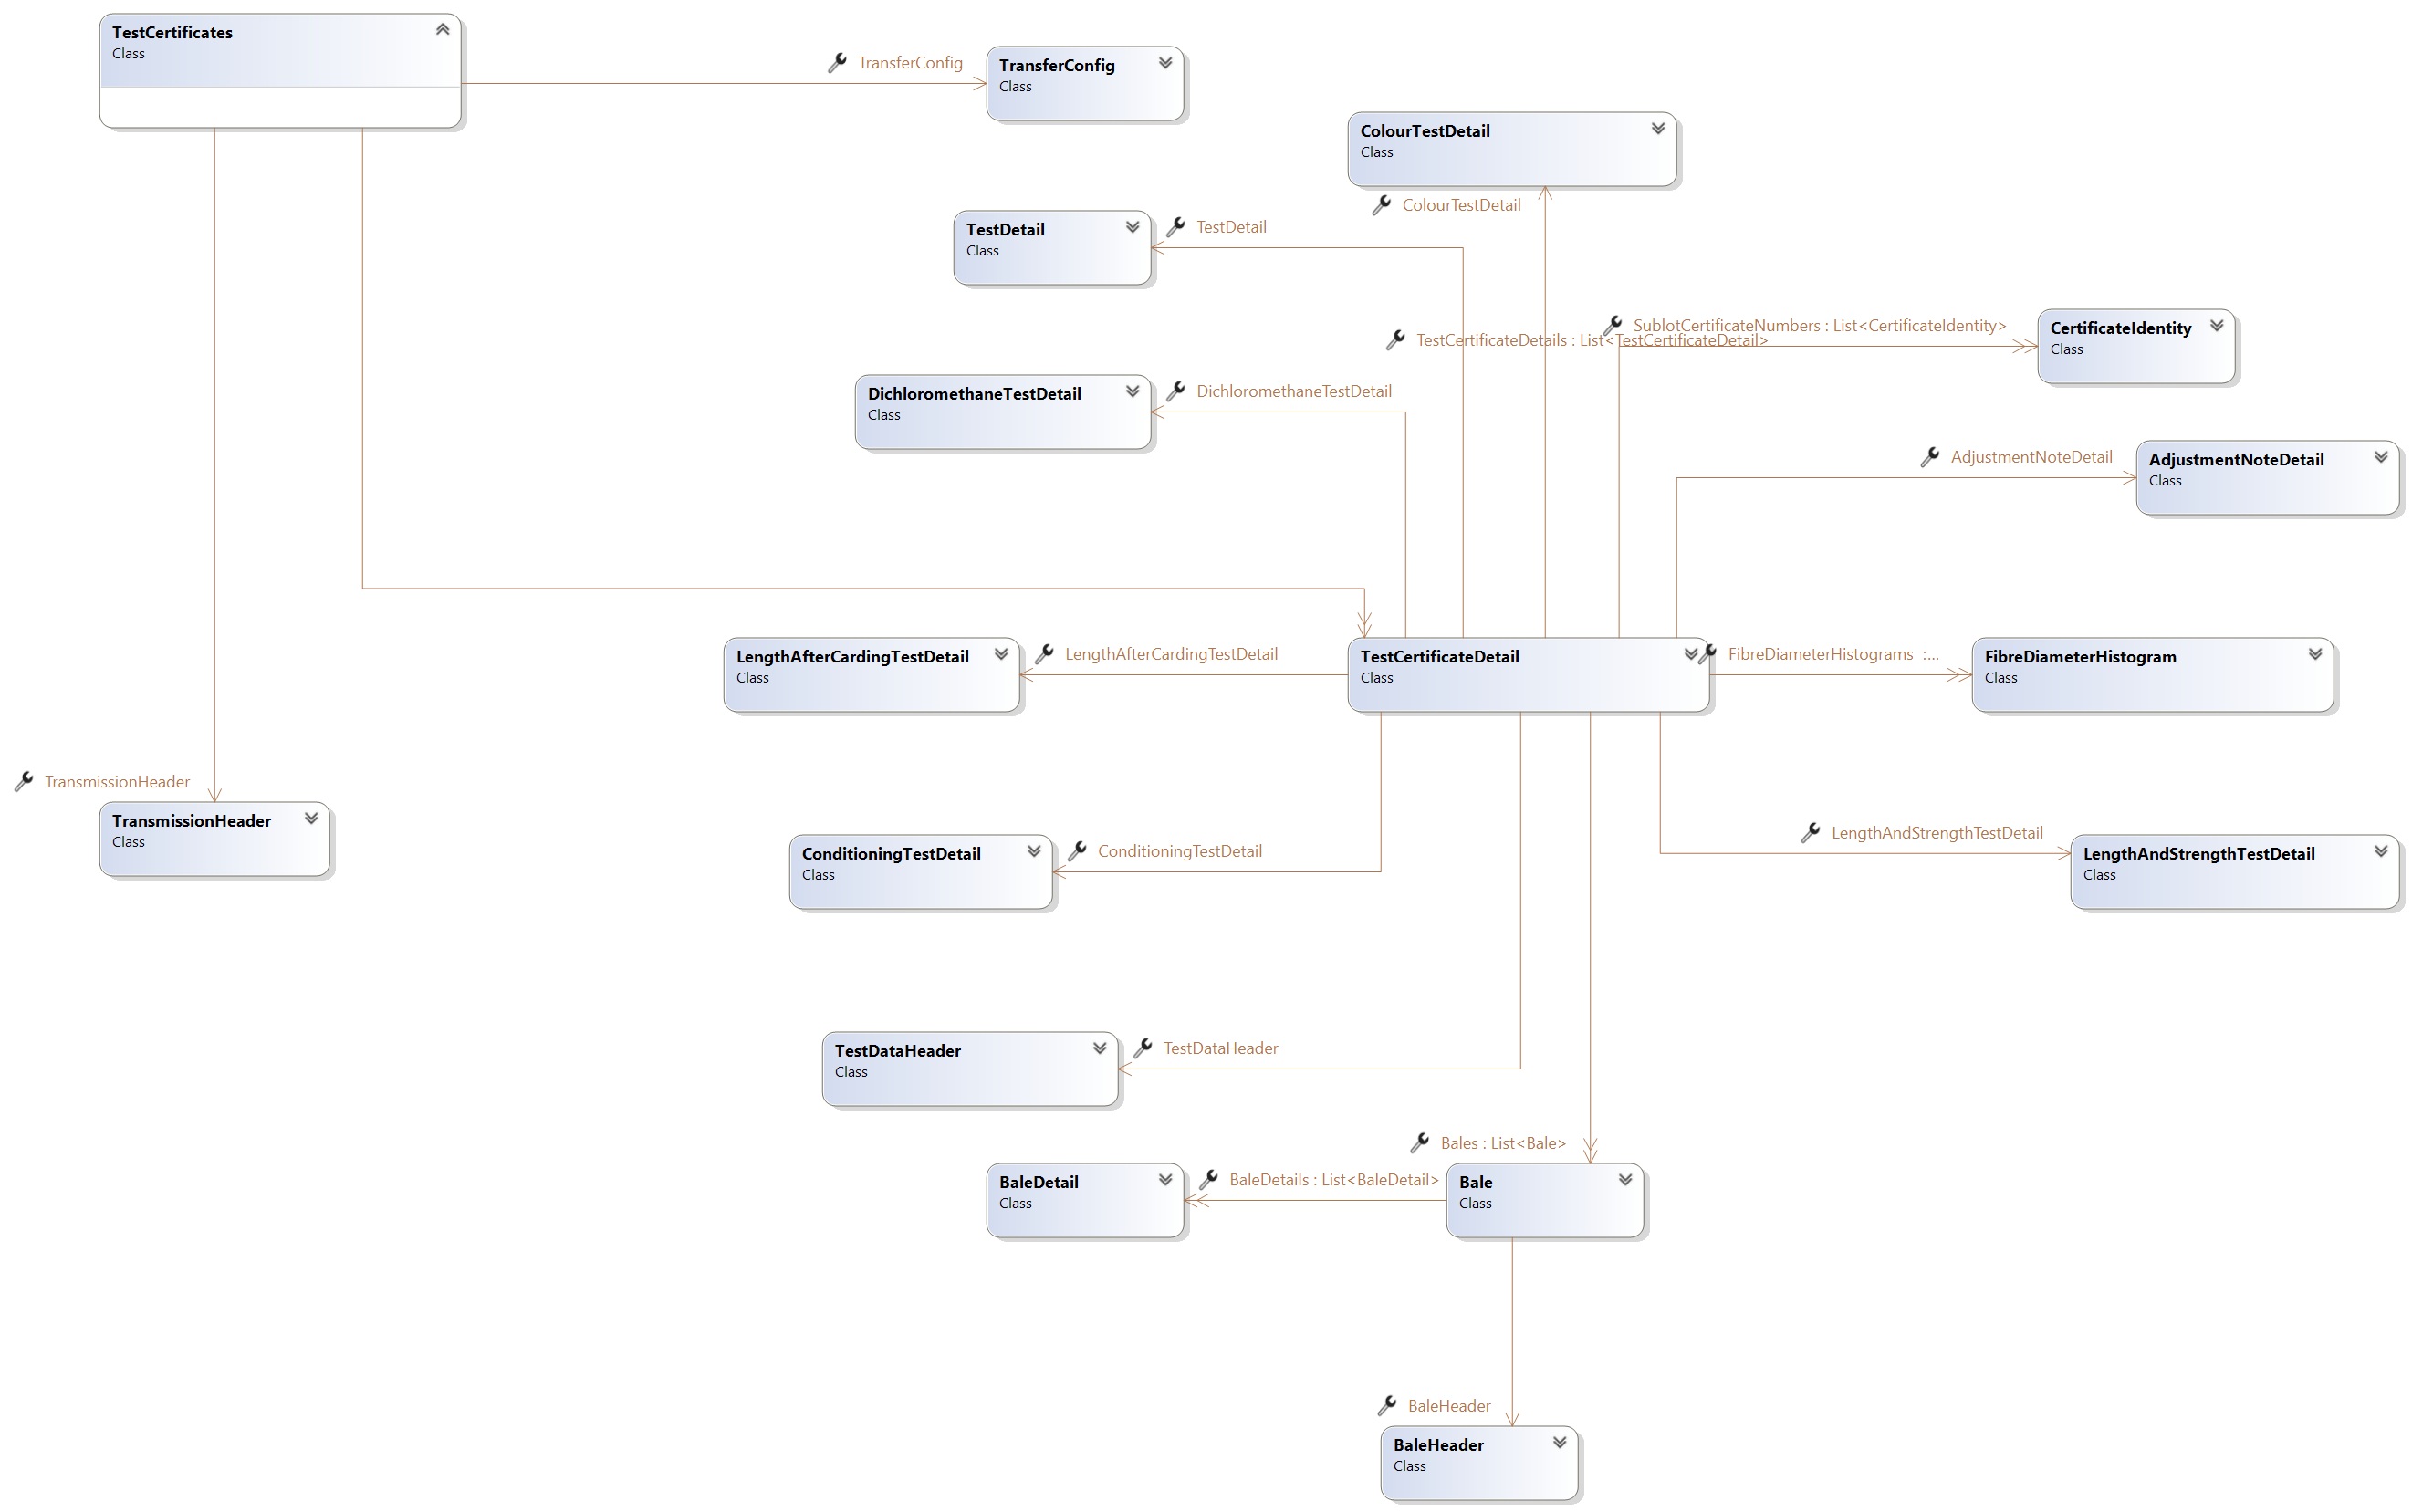 TestCertificates
Class
TransferConfig
TransferConfig
Class
ColourTestDetail
Class
ColourTestDetail
TestDetail
Class
TestDetail
SublotCertificateNumbers : List<CertificateIdentity>
TestCertificateDetails : List<TestCertificateDetail>
CertificateIdentity
Class
DichloromethaneTestDetail
Class
DichloromethaneTestDetail
AdjustmentNoteDetail
AdjustmentNoteDetail
Class
LengthAfterCardingTestDetail
Class
LengthAfterCardingTestDetail
TestCertificateDetail
Class
FibreDiameterHistograms :...
FibreDiameterHistogram
Class
TransmissionHeader
TransmissionHeader
Class
ConditioningTestDetail
Class
ConditioningTestDetail
LengthAndStrengthTestDetail
LengthAndStrengthTestDetail
Class
TestDataHeader
Class
TestDataHeader
Bales : List<Bale>
BaleDetail
Class
BaleDetails : List<BaleDetail>
Bale
Class
BaleHeader
BaleHeader
Class